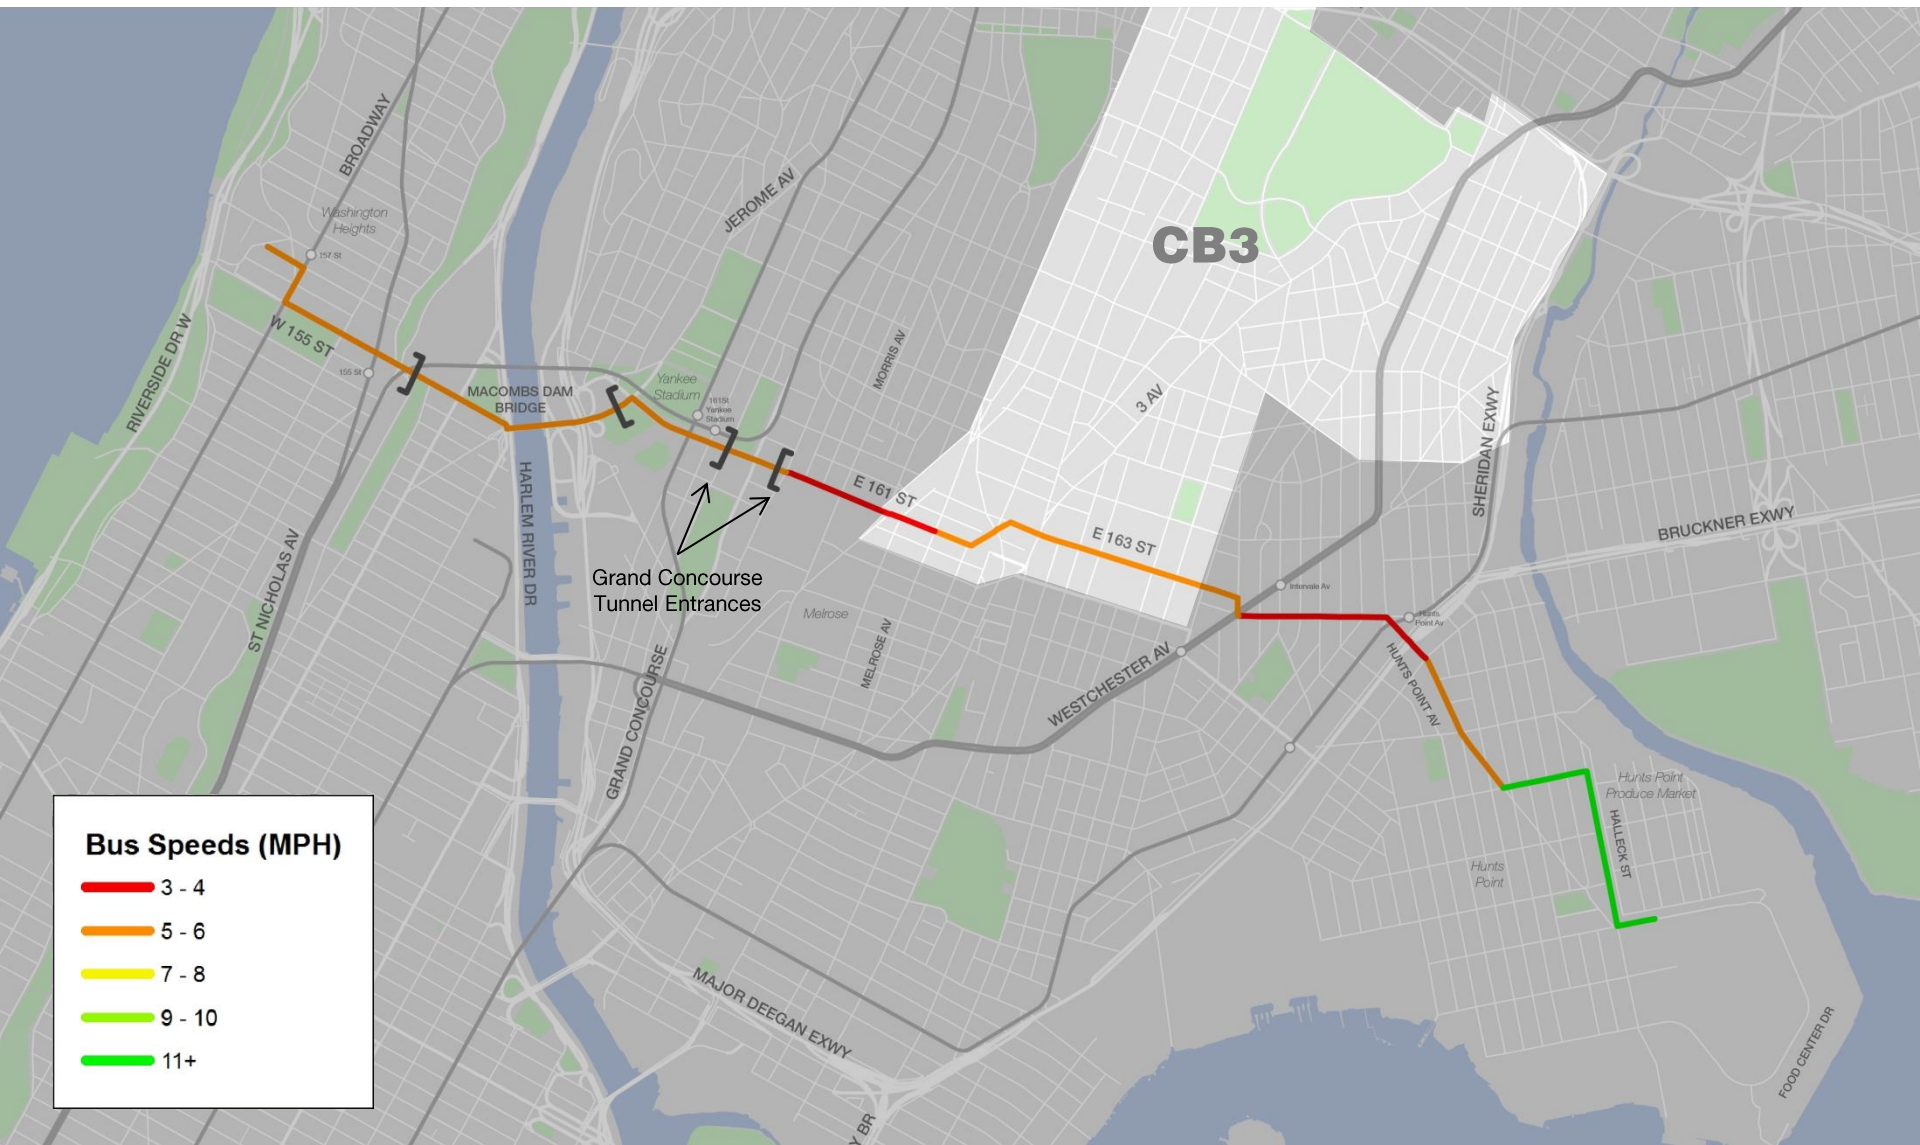 BROADWAY
Washington
Heights
157 St
JEROME AV
CB3
RIVERSIDE DR W
W 155 ST
155 St
MACOMBS DAM
BRIDGE
Yankee
Stadium
161St
Yankee
Stadium
MORRIS AV
3 AV
SHERIDAN EXWY
E 161 ST
E 163 ST
BRUCKNER EXWY
HARLEM RIVER DR
ST NICHOLAS AV
Grand Concourse
Tunnel Entrances
Melrose
MELROSE AV
Intervale Av
Hunts
Point Av
HUNTS POINT AV
WESTCHESTER AV
GRAND CONCOURSE
Hunts Point
Produce Market
HALLECK ST
Hunts
Point
MAJOR DEEGAN EXWY
FOOD CENTER DR
Y BR
Bus Speeds (MPH)
3 - 4
5 - 6
7 - 8
9 - 10
11+